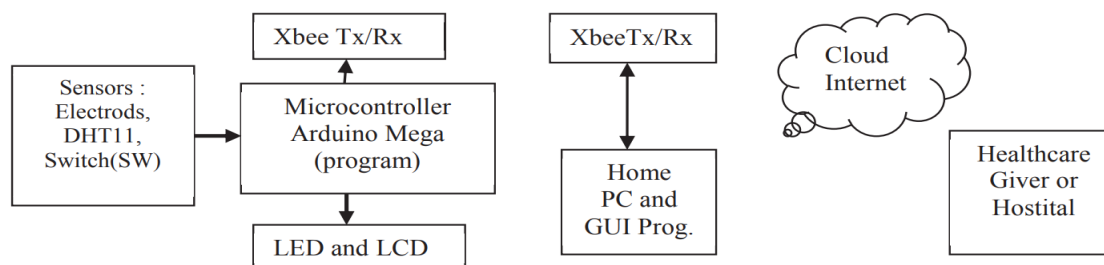 Xbee Tx/Rx
Sensors :
Electrods,
DHT11,
Switch(SW)
Microcontroller
Arduino Mega
(program)
LED and LCD
XbeeTx/Rx
Home
PC and
GUI Prog.
Cloud
Internet
Healthcare
Giver or
Hostital